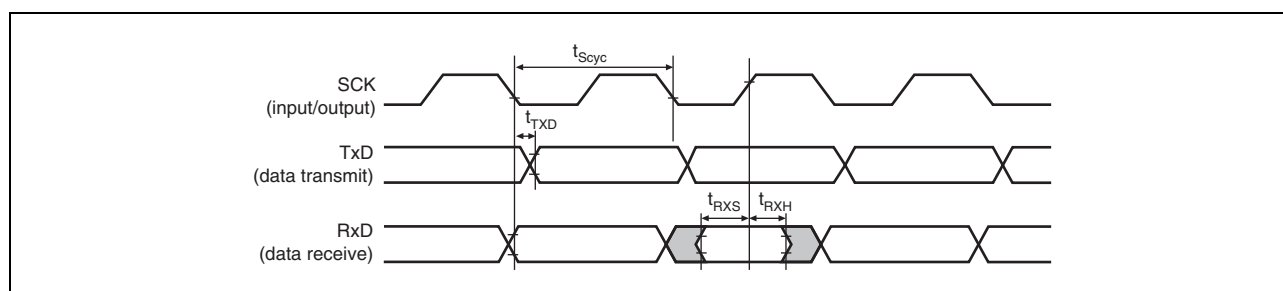 tScyc
SCK
(input/output)
tTXD
TxD
(data transmit)
tRXS
tRXH
RxD
(data receive)